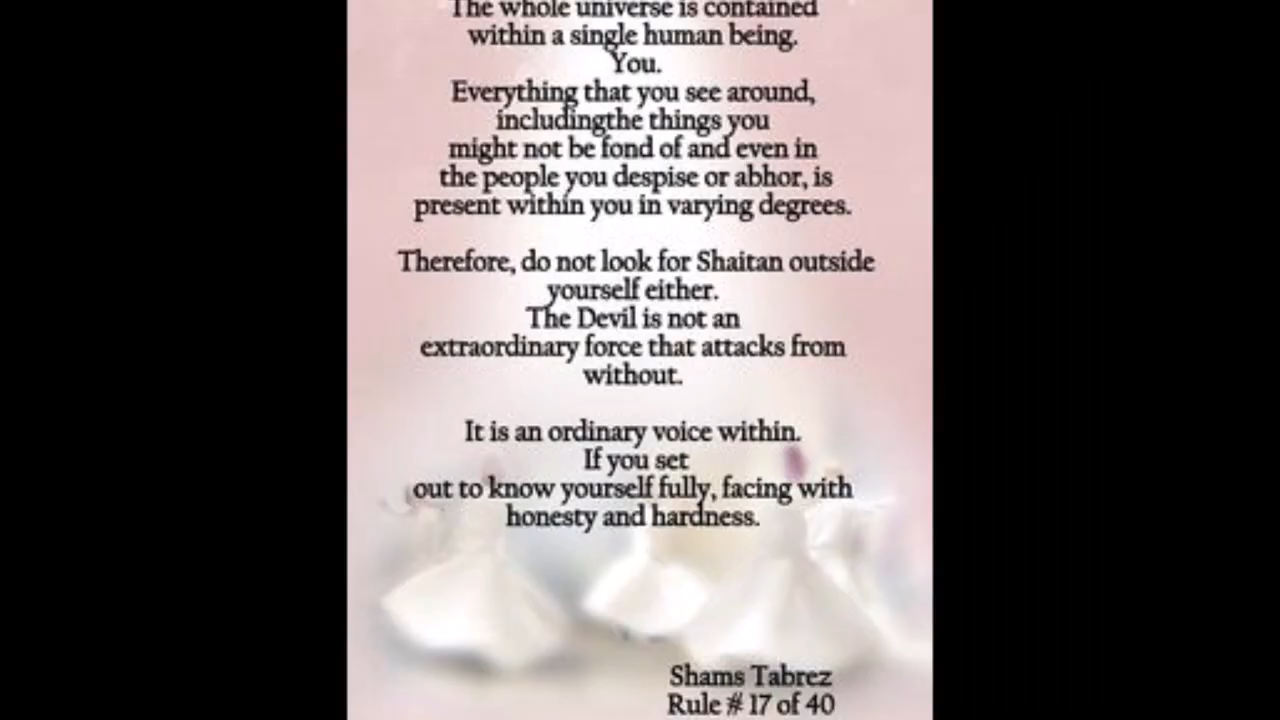 The whole universe is contained
within a single human being.
You.
Everything that you see around,
includingthe things you
might not be fond of and even in
the people you despise or abhor, is
present within you in varying degrees.
Therefore, do not look for Shaitan outside
yourself either.
The Devil is not an
extraordinary force that attacks from
without.
It is an ordinary voice within.
If you set
out to know yourself fully, facing with
honesty and hardness.
Shams Tabrez
Rule # 17 of 40